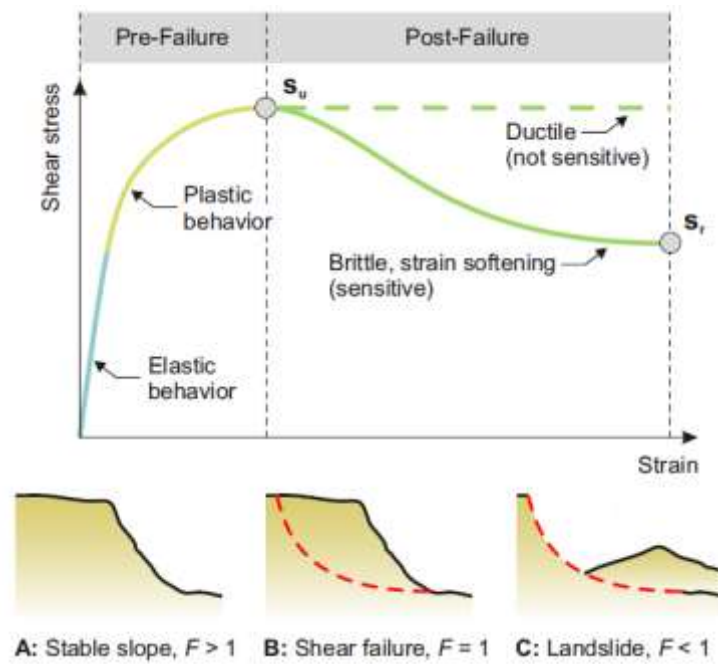 Pre-Failure
Post-Failure
Shear stress
Su
Ductile
(not sensitive)
Plastic
behavior
Sr
Brittle, strain softening
(sensitive)
Elastic
behavior
Strain
A: Stable slope, F > 1
B: Shear failure, F = 1
C: Landslide, F < 1